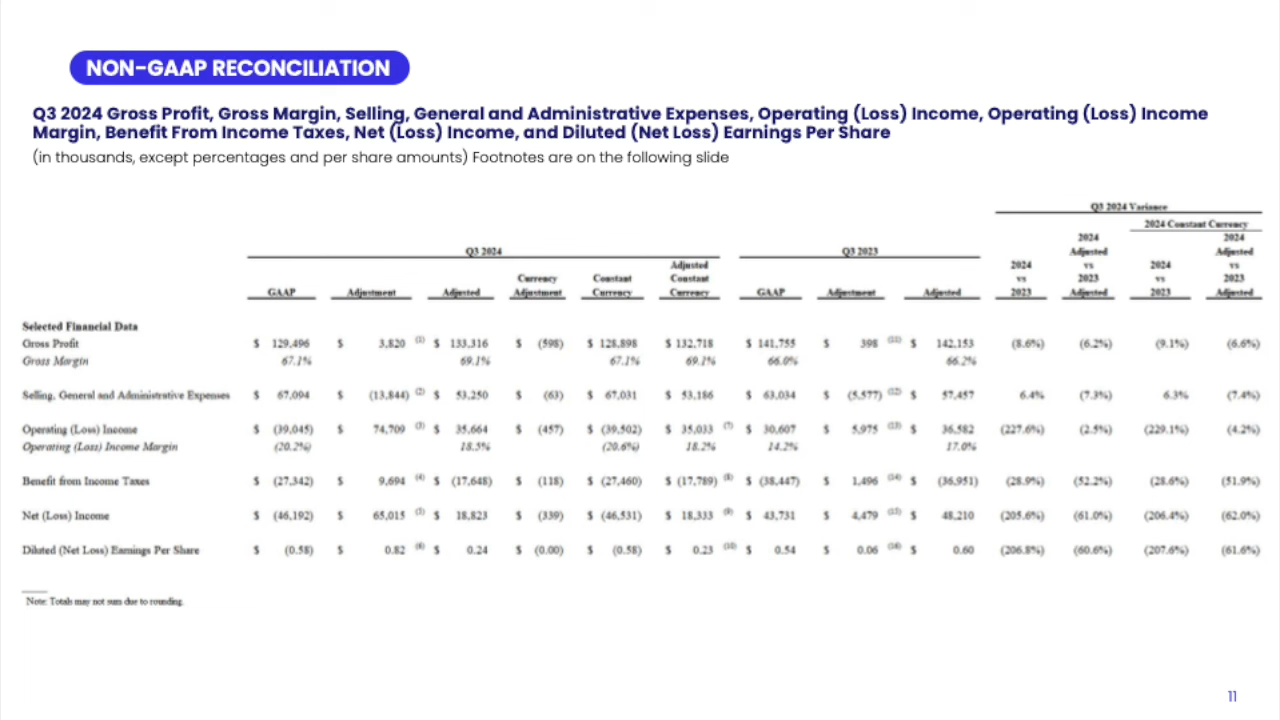 NON-GAAP RECONCILIATION
Q3 2024 Gross Profit, Gross Margin, Selling, General and Administrative Expenses, Operating (Loss) Income, Operating (Loss) Income
Margin, Benefit From Income Taxes, Net (Loss) Income, and Diluted (Net Loss) Earnings Per Share
(in thousands, except percentages and per share amounts) Footnotes are on the following slide
Q3 2024 Variance
2024 Constant Currency
Q3 2024 Q3 2023
GAAP Adjustment Adjusted Currency Adjustment Constant Currency Adjusted Constant Currency GAAP Adjustment Adjusted 2024 vs 2023 2024 Adjusted vs 2023 Adjusted 2024 vs 2023 2024 Adjusted vs 2023 Adjusted
Selected Financial Data
Gross Profit $ 129,496 $ 3,820 (1) $ 133,316 $ (598) $ 128,898 $ 132,718 $ 141,755 $ 398 (11) $ 142,153 (8.6%) (6.2%) (9.1%) (6.6%)
Gross Margin 67.1% 69.1% 67.1% 69.1% 66.0% 66.2%
Selling, General and Administrative Expenses $ 67,094 $ (13,844) (2) $ 53,250 $ (63) $ 67,031 $ 53,186 $ 63,034 $ (5,577) (12) $ 57,457 6.4% (7.3%) 6.3% (7.4%)
Operating (Loss) Income $ (39,045) $ 74,709 (3) $ 35,664 $ (457) $ (39,502) $ 35,033 (7) $ 30,607 $ 5,975 (13) $ 36,582 (227.6%) (2.5%) (229.1%) (4.2%)
Operating (Loss) Income Margin (20.2%) 18.5% (20.6%) 18.2% 14.2% 17.0%
Benefit from Income Taxes $ (27,342) $ 9,694 (4) $ (17,648) $ (118) $ (27,460) $ (17,789) (8) $ (38,447) $ 1,496 (14) $ (36,951) (28.9%) (52.2%) (28.6%) (51.9%)
Net (Loss) Income $ (46,192) $ 65,015 $ 18,823 $ (339) $ (46,531) $ 18,333 (9) $ 43,731 $ 4,479 (15) $ 48,210 (205.6%) (61.0%) (206.4%) (62.0%)
Diluted (Net Loss) Earnings Per Share $ (0.58) $ 0.82 (6) $ 0.24 $ (0.00) $ (0.58) $ 0.23 (10) $ 0.54 $ 0.06 (16) $ 0.60 (206.8%) (60.6%) (207.6%) (61.6%)
Note: Totals may not sum due to rounding.
11